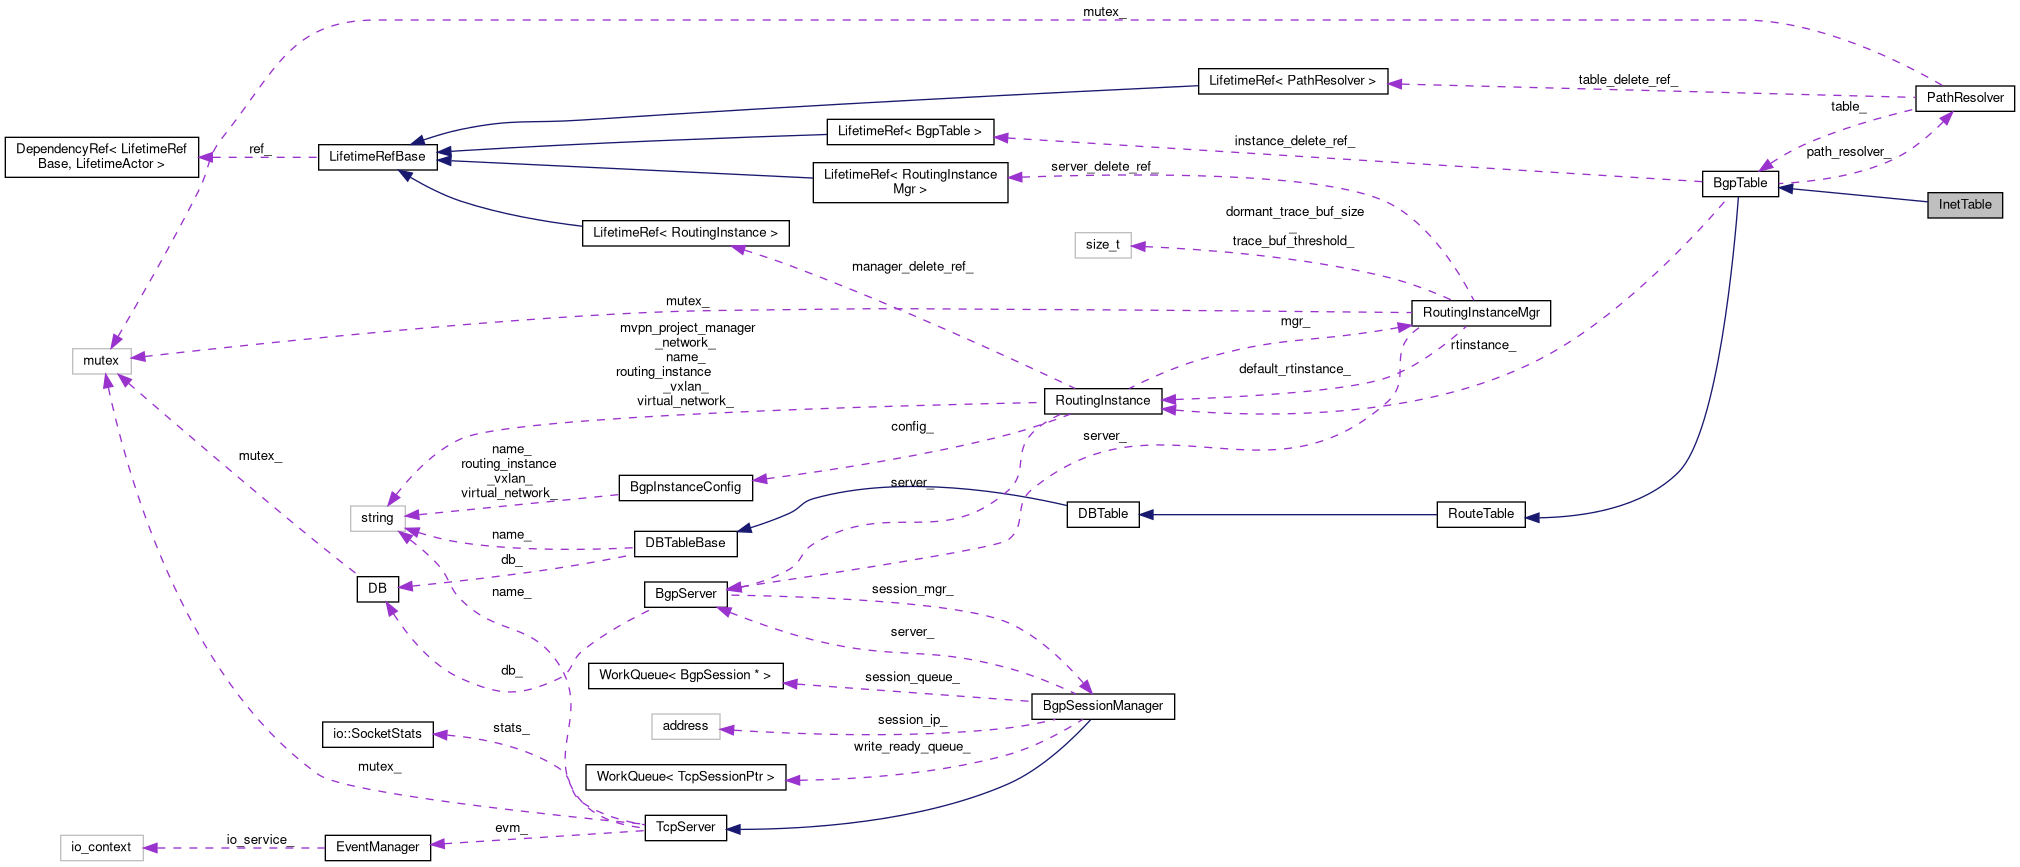 mutex_
LifetimeRef< PathResolver >
table_delete_ref_
PathResolver
table_
LifetimeRef< BgpTable >
instance_delete_ref_
path_resolver_
DependencyRef< LifetimeRef
Base, LifetimeActor >
ref_
LifetimeRefBase
LifetimeRef< RoutingInstance
Mgr >
server_delete_ref_
BgpTable
InetTable
LifetimeRef< RoutingInstance >
size_t
dormant_trace_buf_size
_
trace_buf_threshold_
manager_delete_ref_
mutex_
RoutingInstanceMgr
mgr_
rtinstance_
mutex
mvpn_project_manager
_network_
name_
routing_instance
_vxlan_
virtual_network_
default_rtinstance_
RoutingInstance
config_
server_
mutex_
name_
routing_instance
_vxlan_
virtual_network_
BgpInstanceConfig
server_
string
DBTable
RouteTable
name_
DBTableBase
db_
DB
name_
BgpServer
session_mgr_
server_
db_
WorkQueue< BgpSession * >
session_queue_
BgpSessionManager
address
session_ip_
io::SocketStats
stats_
write_ready_queue_
mutex_
WorkQueue< TcpSessionPtr >
TcpServer
evm_
io_context
io_service_
EventManager